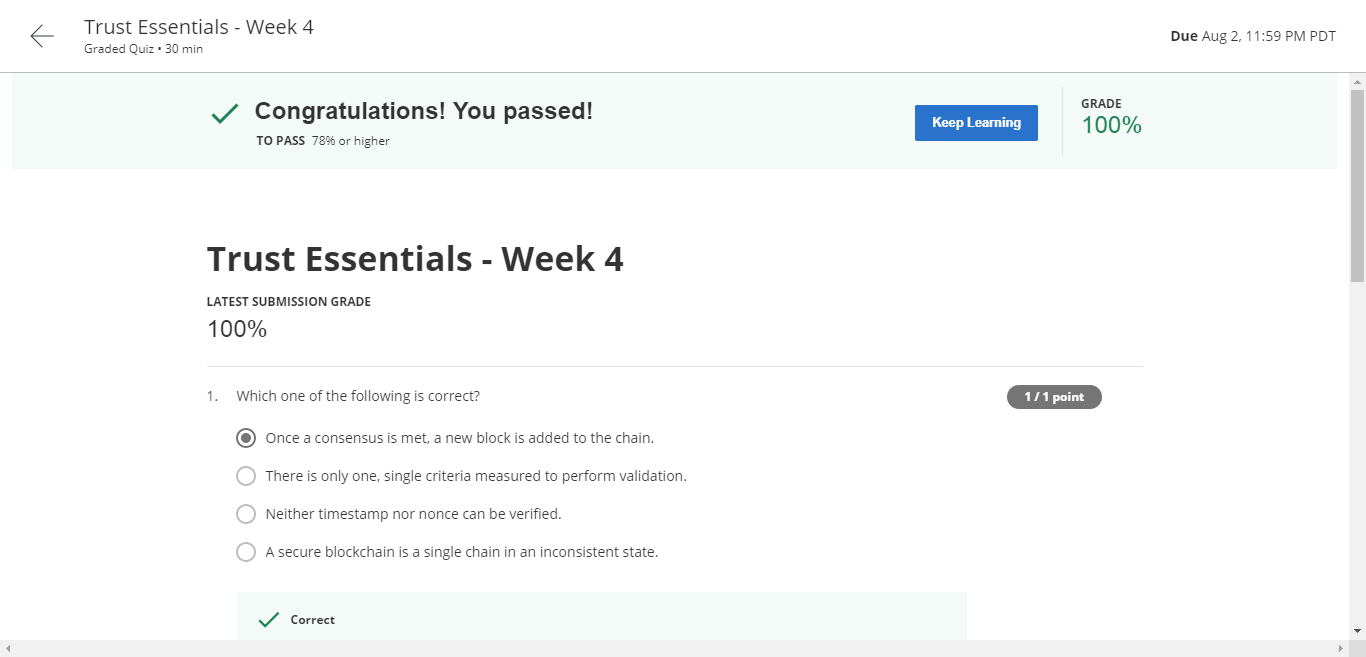 Trust Essentials - Week 4
Graded Quiz • 30 min
Due Aug 2, 11:59 PM PDT
Congratulations! You passed!
TO PASS 78% or higher
Keep Learning
GRADE
100%
Trust Essentials - Week 4
LATEST SUBMISSION GRADE
100%
1. Which one of the following is correct?
1 / 1 point
Once a consensus is met, a new block is added to the chain.
There is only one, single criteria measured to perform validation.
Neither timestamp nor nonce can be verified.
A secure blockchain is a single chain in an inconsistent state.
Correct